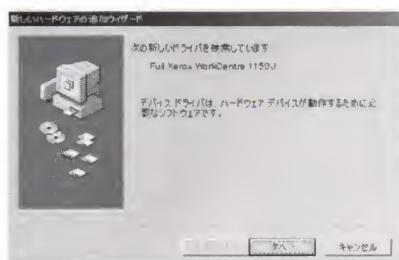 新しいハードウェアの追加ウィザード
次の新しいドライバを検索しています
Fuji Xerox WorkCentre 1150J
デバイス ドライバは、ハードウェア デバイスが動作するために必
要なソフトウェアです。
次へ >
キャンセル